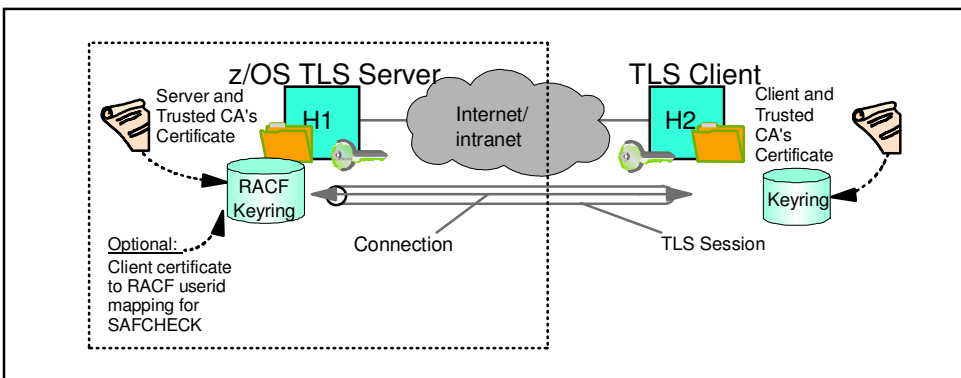 z/OS TLS Server
TLS Client
Server and
Trusted CA's
Certificate
H1
Internet/
intranet
H2
Client and
Trusted
CA's
Certificate
RACF
Keyring
Keyring
Connection
TLS Session
Optional:
Client certificate
to RACF userid
mapping for
SAFCHECK